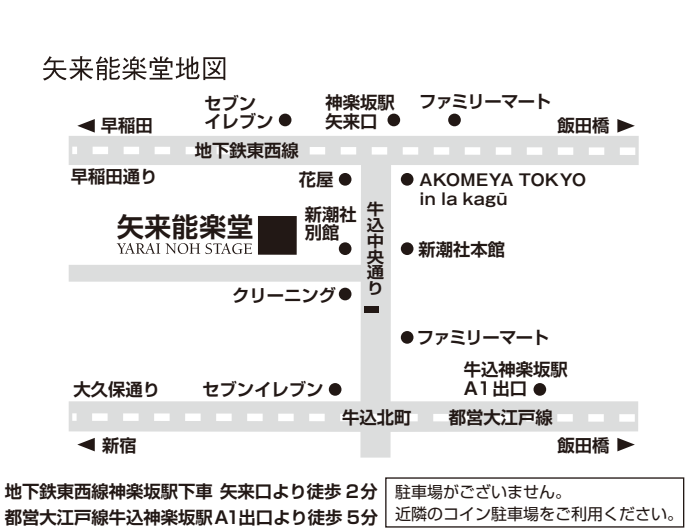 矢来能楽堂地図
セブン
イレブン
神楽坂駅
矢来口
ファミリーマート
早稲田
飯田橋
地下鉄東西線
早稲田通り
花屋
AKOMEYA TOKYO
in la kagū
矢来能楽堂
YARAI NOH STAGE
新潮社
別館
牛込中央通り
新潮社本館
クリーニング
ファミリーマート
牛込神楽坂駅
A1出口
大久保通り
セブンイレブン
牛込北町
都営大江戸線
新宿
飯田橋
地下鉄東西線神楽坂駅下車 矢来口より徒歩 2分
都営大江戸線牛込神楽坂駅A1出口より徒歩 5分
駐車場がございません。
近隣のコイン駐車場をご利用ください。